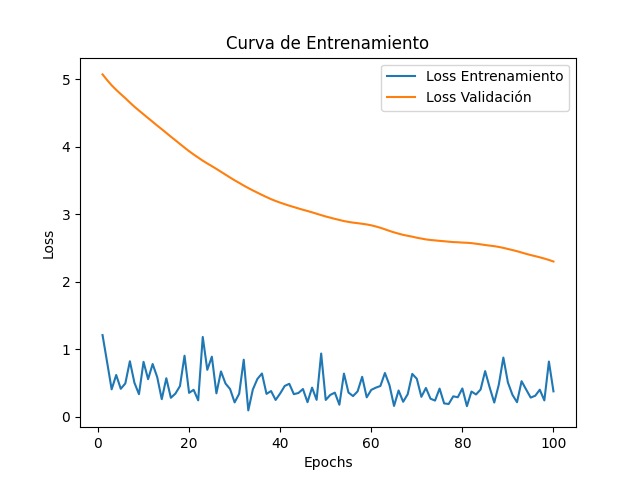 Curva de Entrenamiento
Loss Entrenamiento
Loss Validación
Loss
5
4
3
2
1
0
0 20 40 60 80 100
Epochs